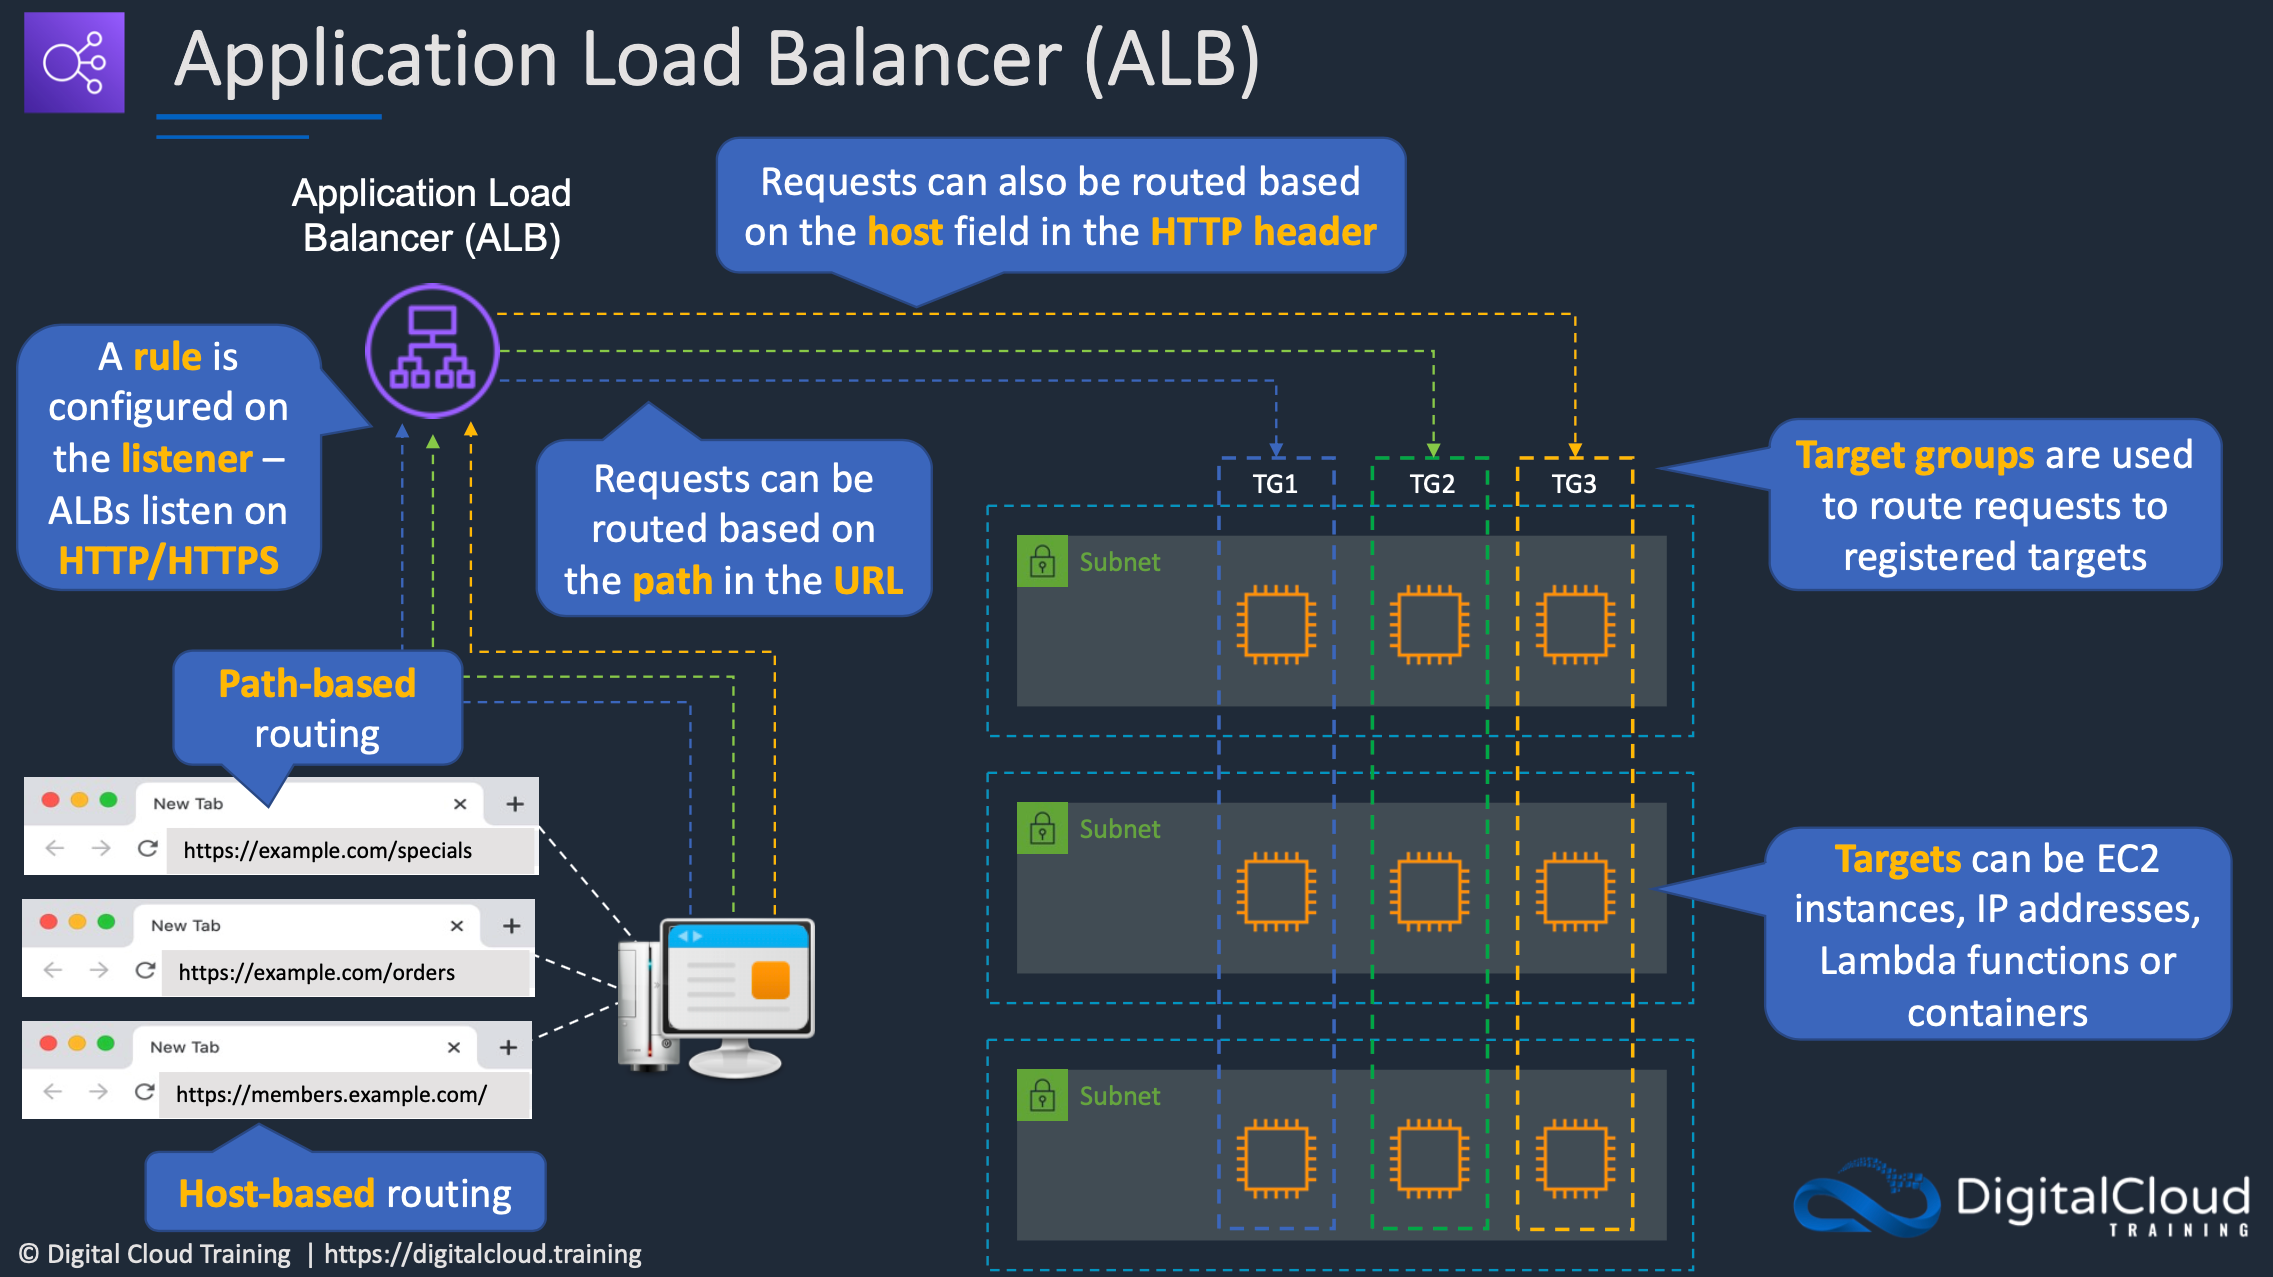 Application Load Balancer (ALB)
Application Load
Balancer (ALB)
Requests can also be routed based
on the host field in the HTTP header
A rule is
configured on
the listener –
ALBs listen on
HTTP/HTTPS
Requests can be
routed based on
the path in the URL
TG1
TG2
TG3
Target groups are used
to route requests to
registered targets
Subnet
Path-based
routing
New Tab
https://example.com/specials
New Tab
https://example.com/orders
New Tab
https://members.example.com/
Host-based routing
Subnet
Targets can be EC2
instances, IP addresses,
Lambda functions or
containers
Subnet
DigitalCloud
TRAINING
© Digital Cloud Training | https://digitalcloud.training